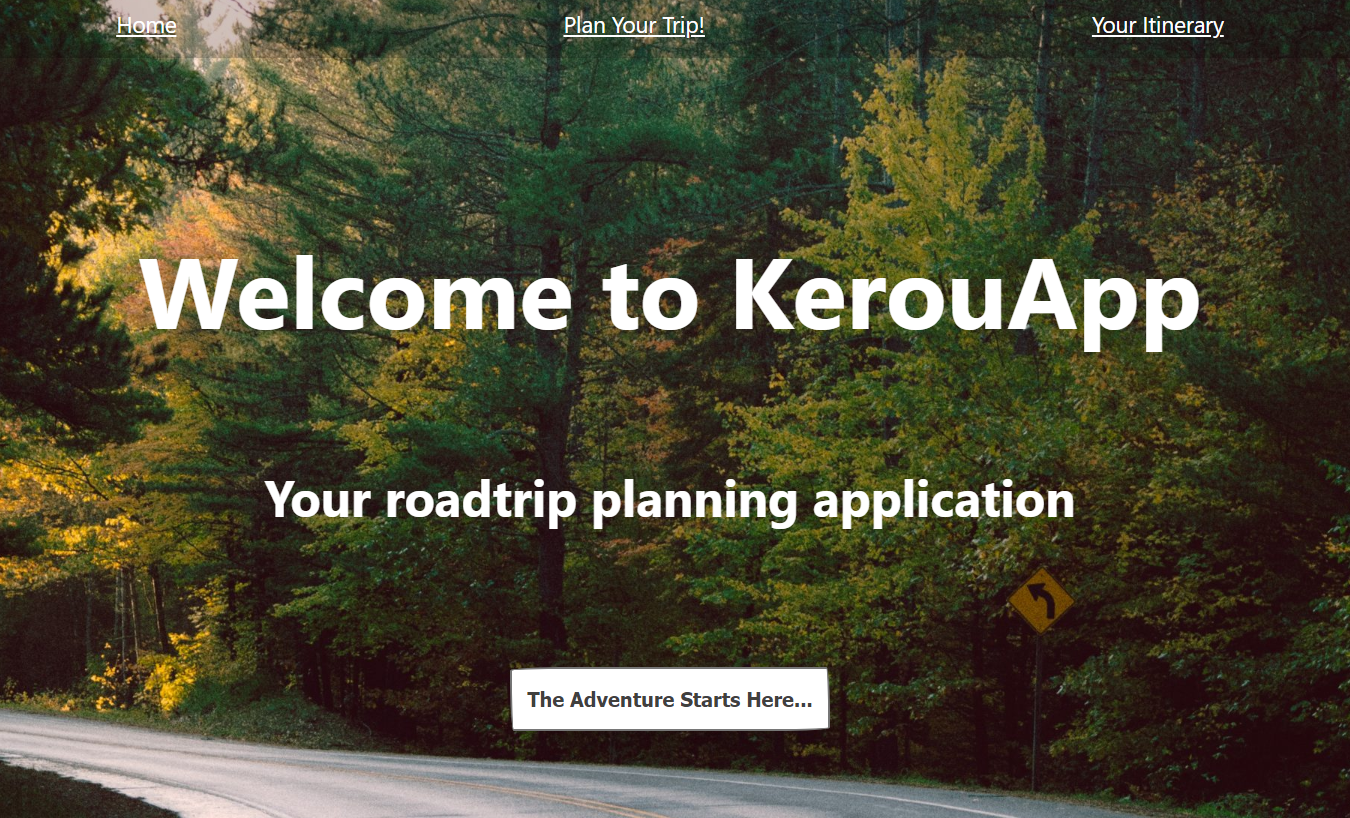 Home
Plan Your Trip!
Your Itinerary
Welcome to KerouApp
Your roadtrip planning application
The Adventure Starts Here...